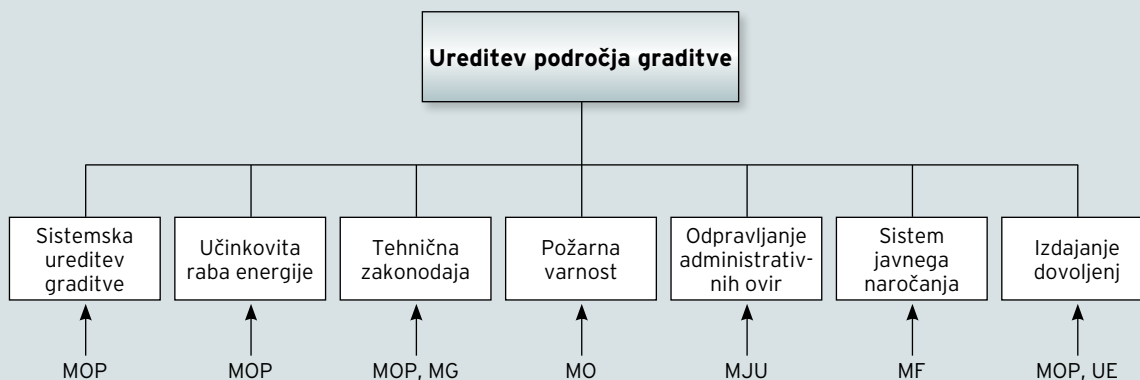 Ureditev področja graditve
Sistemska
ureditev
graditve
Učinkovita
raba energije
Tehnična
zakonodaja
Požarna
varnost
Odpravljanje
administrativ-
nih ovir
Sistem
javnega
naročanja
Izdajanje
dovoljenj
MOP
MOP
MOP, MG
MO
MJU
MF
MOP, UE